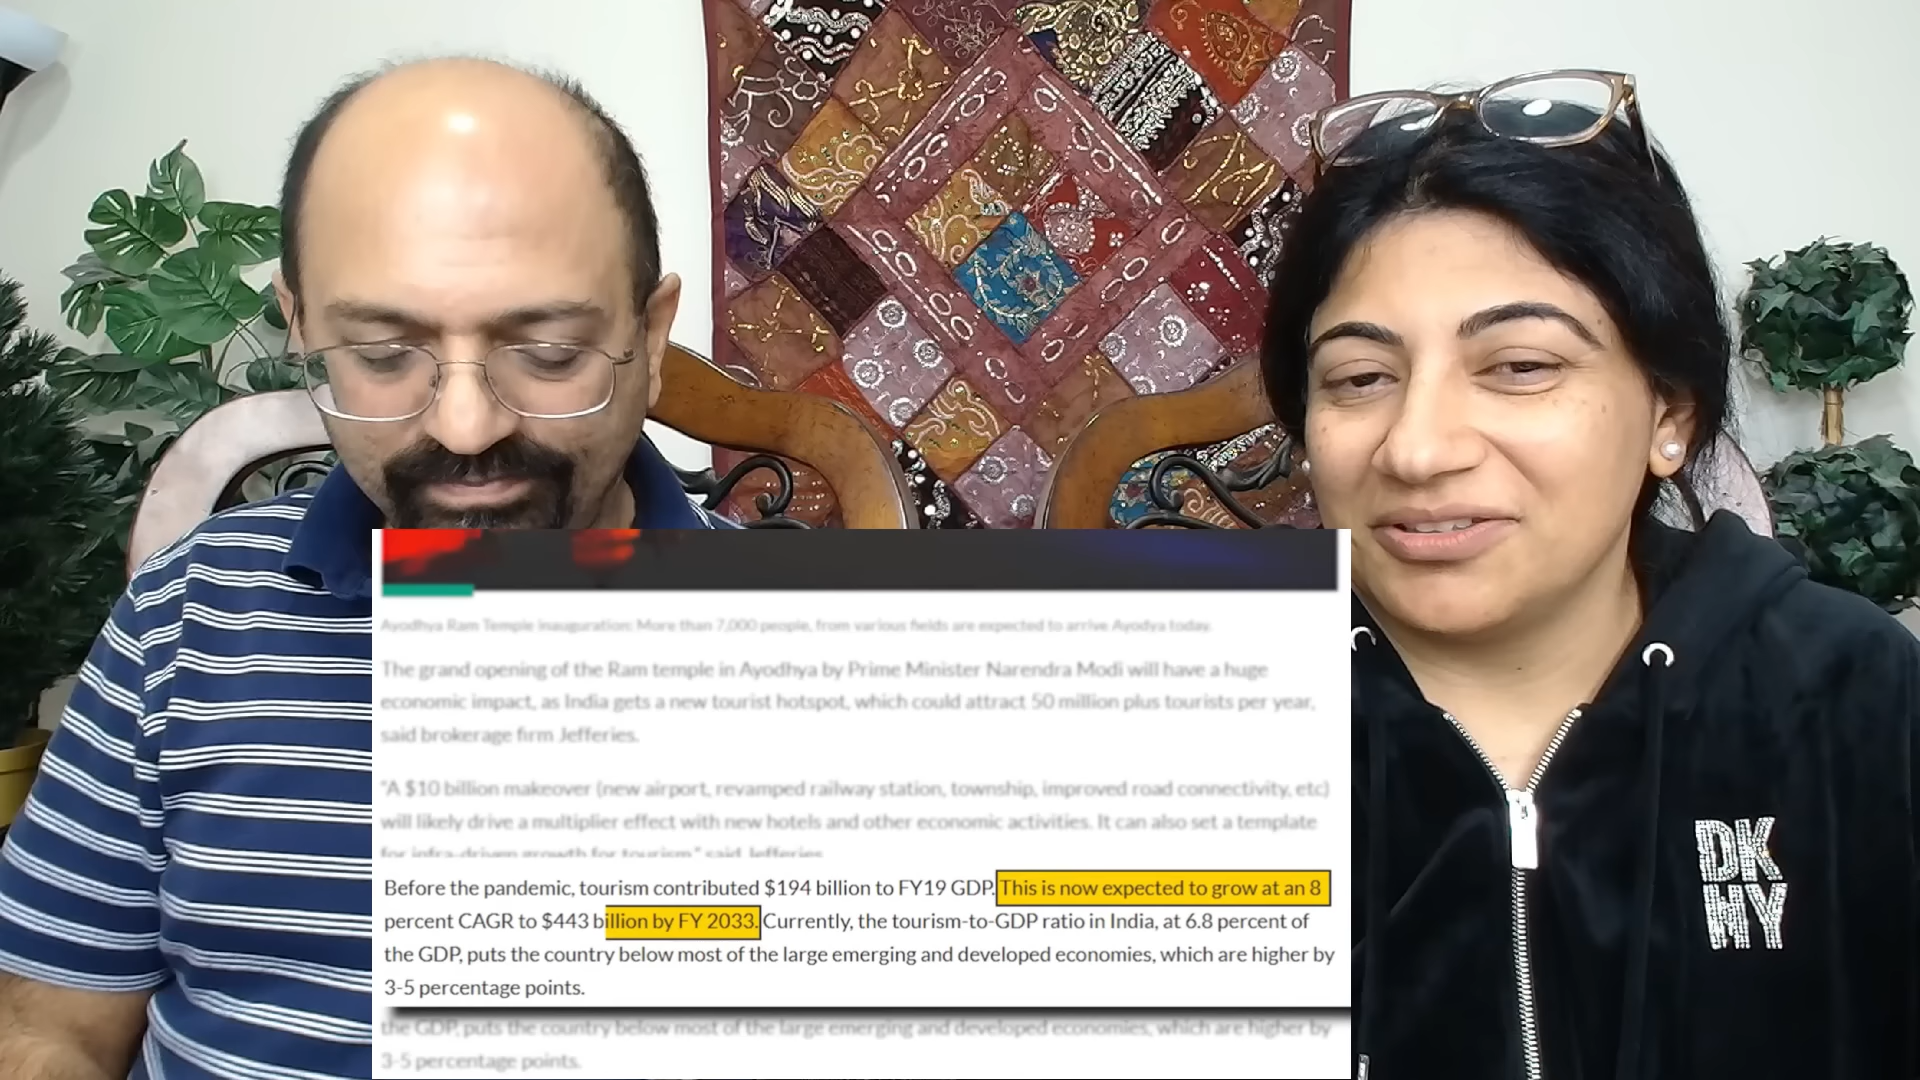 Ayodhya Ram Temple inauguration: More than 7,000 people, from various fields are expected to arrive Ayodya today.
The grand opening of the Ram temple in Ayodhya by Prime Minister Narendra Modi will have a huge
economic impact, as India gets a new tourist hotspot, which could attract 50 million plus tourists per year,
said brokerage firm Jefferies.
"A $10 billion makeover (new airport, revamped railway station, township, improved road connectivity, etc)
will likely drive a multiplier effect with new hotels and other economic activities. It can also set a template
for infra-driven growth for tourism," said Jefferies
Before the pandemic, tourism contributed $194 billion to FY19 GDP. This is now expected to grow at an 8
percent CAGR to $443 billion by FY 2033. Currently, the tourism-to-GDP ratio in India, at 6.8 percent of
the GDP, puts the country below most of the large emerging and developed economies, which are higher by
3-5 percentage points.
the GDP, puts the country below most of the large emerging and developed economies, which are higher by
3-5 percentage points.
DK
NY